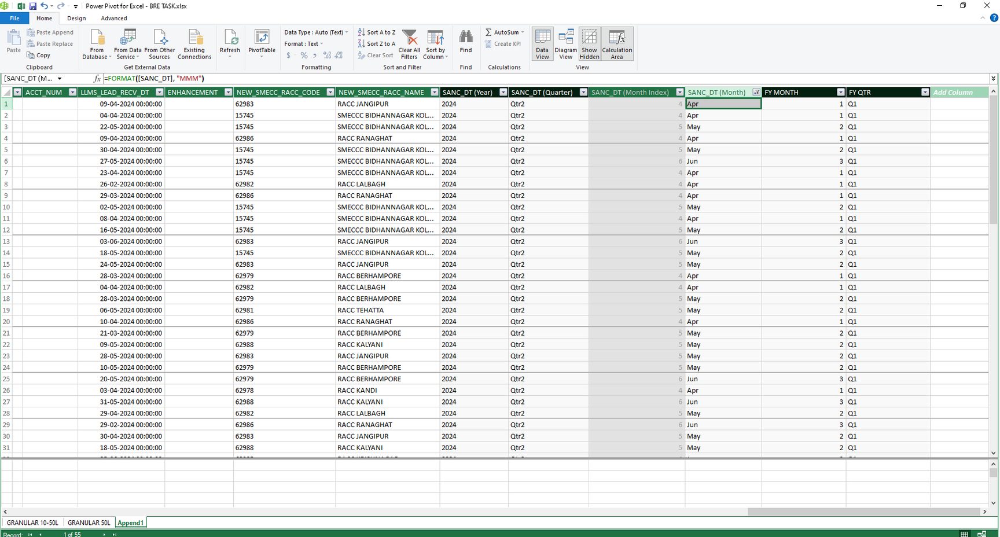 Power Pivot for Excel - BRE TASK.xlsx
File Home Design Advanced
Paste
Paste Append
Paste Replace
Copy
Clipboard
From Database
From Data Service
From Other Sources
Existing Connections
Get External Data
Refresh
PivotTable
Data Type : Auto (Text)
Format : Text
$ % ,
Formatting
Sort A to Z
Sort Z to A
Clear Sort
Clear All Filters
Sort by Column
Sort and Filter
Find
Find
AutoSum
Create KPI
Calculations
Data View
Diagram View
Show Hidden
Calculation Area
View
[SANC_DT (M... fx =FORMAT([SANC_DT], "MMM")
ACCT_NUM LLMS_LEAD_RECV_DT ENHANCEMENT NEW_SMECC_RACC_CODE NEW_SMECC_RACC_NAME SANC_DT (Year) SANC_DT (Quarter) SANC_DT (Month Index) SANC_DT (Month) FY MONTH FY QTR Add Column
1 09-04-2024 00:00:00 62983 RACC JANGIPUR 2024 Qtr2 4 Apr 1 Q1
2 04-04-2024 00:00:00 15745 SMECCC BIDHANNAGAR KOL... 2024 Qtr2 4 Apr 1 Q1
3 22-05-2024 00:00:00 15745 SMECCC BIDHANNAGAR KOL... 2024 Qtr2 5 May 2 Q1
4 09-04-2024 00:00:00 62986 RACC RANAGHAT 2024 Qtr2 4 Apr 1 Q1
5 30-04-2024 00:00:00 15745 SMECCC BIDHANNAGAR KOL... 2024 Qtr2 5 May 2 Q1
6 27-05-2024 00:00:00 15745 SMECCC BIDHANNAGAR KOL... 2024 Qtr2 6 Jun 3 Q1
7 23-04-2024 00:00:00 15745 SMECCC BIDHANNAGAR KOL... 2024 Qtr2 4 Apr 1 Q1
8 26-02-2024 00:00:00 62982 RACC LALBAGH 2024 Qtr2 4 Apr 1 Q1
9 29-03-2024 00:00:00 62986 RACC RANAGHAT 2024 Qtr2 4 Apr 1 Q1
10 02-05-2024 00:00:00 15745 SMECCC BIDHANNAGAR KOL... 2024 Qtr2 5 May 2 Q1
11 08-04-2024 00:00:00 15745 SMECCC BIDHANNAGAR KOL... 2024 Qtr2 4 Apr 1 Q1
12 16-05-2024 00:00:00 15745 SMECCC BIDHANNAGAR KOL... 2024 Qtr2 5 May 2 Q1
13 03-06-2024 00:00:00 62983 RACC JANGIPUR 2024 Qtr2 6 Jun 3 Q1
14 18-05-2024 00:00:00 15745 SMECCC BIDHANNAGAR KOL... 2024 Qtr2 5 May 2 Q1
15 24-05-2024 00:00:00 62983 RACC JANGIPUR 2024 Qtr2 5 May 2 Q1
16 28-03-2024 00:00:00 62979 RACC BERHAMPORE 2024 Qtr2 4 Apr 1 Q1
17 04-04-2024 00:00:00 62982 RACC LALBAGH 2024 Qtr2 4 Apr 1 Q1
18 28-03-2024 00:00:00 62979 RACC BERHAMPORE 2024 Qtr2 5 May 2 Q1
19 06-05-2024 00:00:00 62981 RACC TEHATTA 2024 Qtr2 5 May 2 Q1
20 10-04-2024 00:00:00 62986 RACC RANAGHAT 2024 Qtr2 4 Apr 1 Q1
21 21-03-2024 00:00:00 62979 RACC BERHAMPORE 2024 Qtr2 5 May 2 Q1
22 09-05-2024 00:00:00 62988 RACC KALYANI 2024 Qtr2 5 May 2 Q1
23 28-05-2024 00:00:00 62983 RACC JANGIPUR 2024 Qtr2 5 May 2 Q1
24 10-05-2024 00:00:00 62979 RACC BERHAMPORE 2024 Qtr2 5 May 2 Q1
25 20-05-2024 00:00:00 62979 RACC BERHAMPORE 2024 Qtr2 6 Jun 3 Q1
26 03-04-2024 00:00:00 62978 RACC KANDI 2024 Qtr2 4 Apr 1 Q1
27 31-05-2024 00:00:00 62988 RACC KALYANI 2024 Qtr2 6 Jun 3 Q1
28 29-04-2024 00:00:00 62982 RACC LALBAGH 2024 Qtr2 5 May 2 Q1
29 29-02-2024 00:00:00 62986 RACC RANAGHAT 2024 Qtr2 6 Jun 3 Q1
30 30-04-2024 00:00:00 62983 RACC JANGIPUR 2024 Qtr2 5 May 2 Q1
31 18-05-2024 00:00:00 62988 RACC KALYANI 2024 Qtr2 5 May 2 Q1
GRANULAR 10-50L GRANULAR 50L Append1
Record: 1 of 55